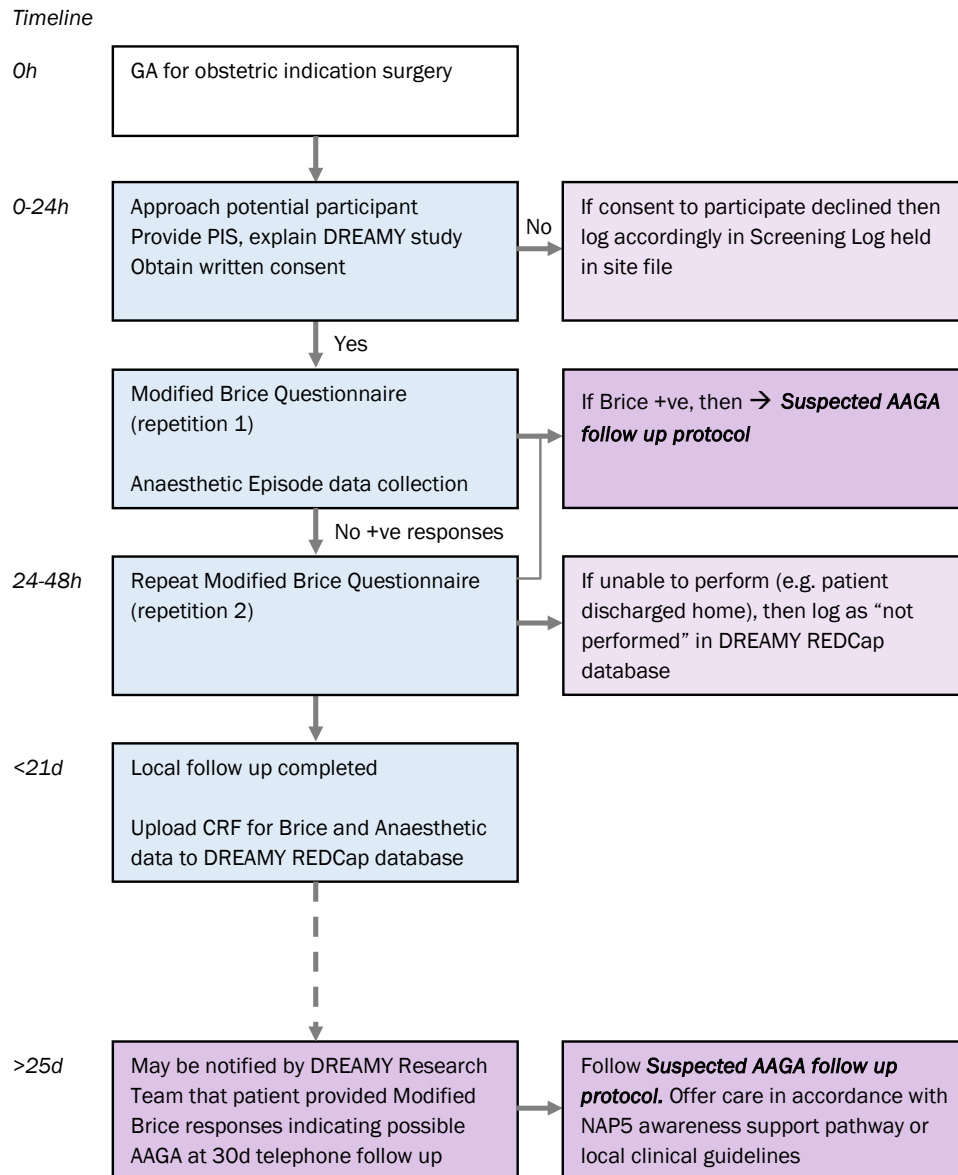 Timeline
0h
GA for obstetric indication surgery
0-24h
Approach potential participant
Provide PIS, explain DREAMY study
Obtain written consent
No
If consent to participate declined then
log accordingly in Screening Log held
in site file
Yes
Modified Brice Questionnaire
(repetition 1)
Anaesthetic Episode data collection
If Brice +ve, then → Suspected AAGA
follow up protocol
No +ve responses
24-48h
Repeat Modified Brice Questionnaire
(repetition 2)
If unable to perform (e.g. patient
discharged home), then log as “not
performed” in DREAMY REDCap
database
<21d
Local follow up completed
Upload CRF for Brice and Anaesthetic
data to DREAMY REDCap database
>25d
May be notified by DREAMY Research
Team that patient provided Modified
Brice responses indicating possible
AAGA at 30d telephone follow up
Follow Suspected AAGA follow up
protocol. Offer care in accordance with
NAP5 awareness support pathway or
local clinical guidelines